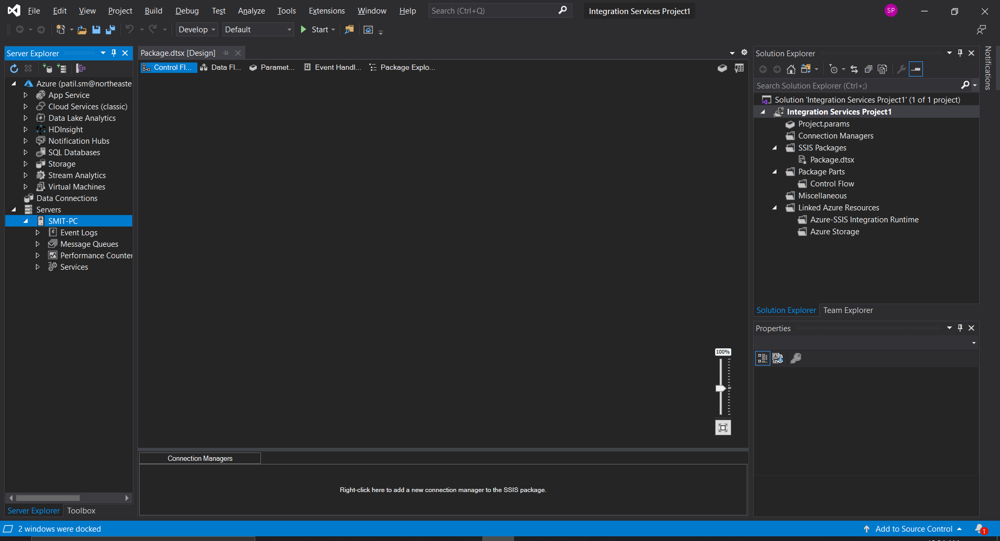 File Edit View Project Build Debug Test Analyze Tools Extensions Window Help Search (Ctrl+Q) Integration Services Project1 SP
Develop Default Start
Server Explorer
Azure (patil.sm@northeaste
App Service
Cloud Services (classic)
Data Lake Analytics
HDInsight
Notification Hubs
SQL Databases
Storage
Stream Analytics
Virtual Machines
Data Connections
Servers
SMIT-PC
Event Logs
Message Queues
Performance Counter
Services
Server Explorer Toolbox
Package.dtsx [Design]
Control Fl... Data Fl... Paramet... Event Handl... Package Explo...
100%
Connection Managers
Right-click here to add a new connection manager to the SSIS package.
Solution Explorer
Search Solution Explorer (Ctrl+;)
Solution 'Integration Services Project1' (1 of 1 project)
Integration Services Project1
Project.params
Connection Managers
SSIS Packages
Package.dtsx
Package Parts
Control Flow
Miscellaneous
Linked Azure Resources
Azure-SSIS Integration Runtime
Azure Storage
Solution Explorer Team Explorer
Properties
Notifications
2 windows were docked
Add to Source Control 1